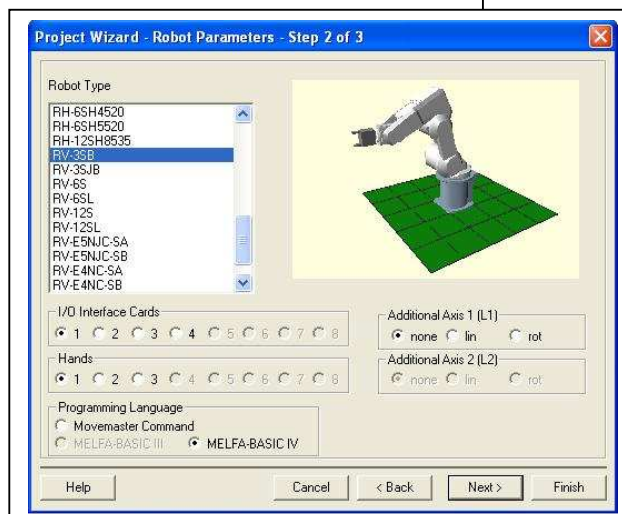 Project Wizard - Robot Parameters - Step 2 of 3
Robot Type
RH-6SH4520
RH-6SH5520
RH-12SH8535
RV-3SB
RV-3SJB
RV-6S
RV-6SL
RV-12S
RV-12SL
RV-E5NJC-SA
RV-E5NJC-SB
RV-E4NC-SA
RV-E4NC-SB
I/O Interface Cards
1 2 3 4 5 6 7 8
Hands
1 2 3 4 5 6 7 8
Programming Language
Movemaster Command
MELFA-BASIC III MELFA-BASIC IV
Additional Axis 1 (L1)
none lin rot
Additional Axis 2 (L2)
none lin rot
Help Cancel < Back Next > Finish